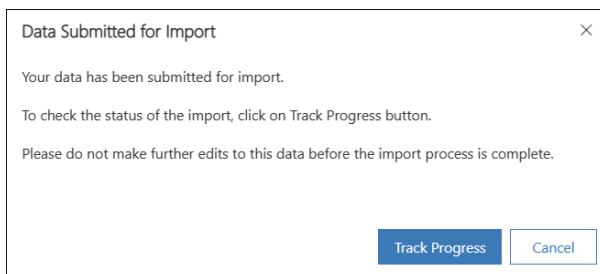 Data Submitted for Import
Your data has been submitted for import.
To check the status of the import, click on Track Progress button.
Please do not make further edits to this data before the import process is complete.
Track Progress
Cancel